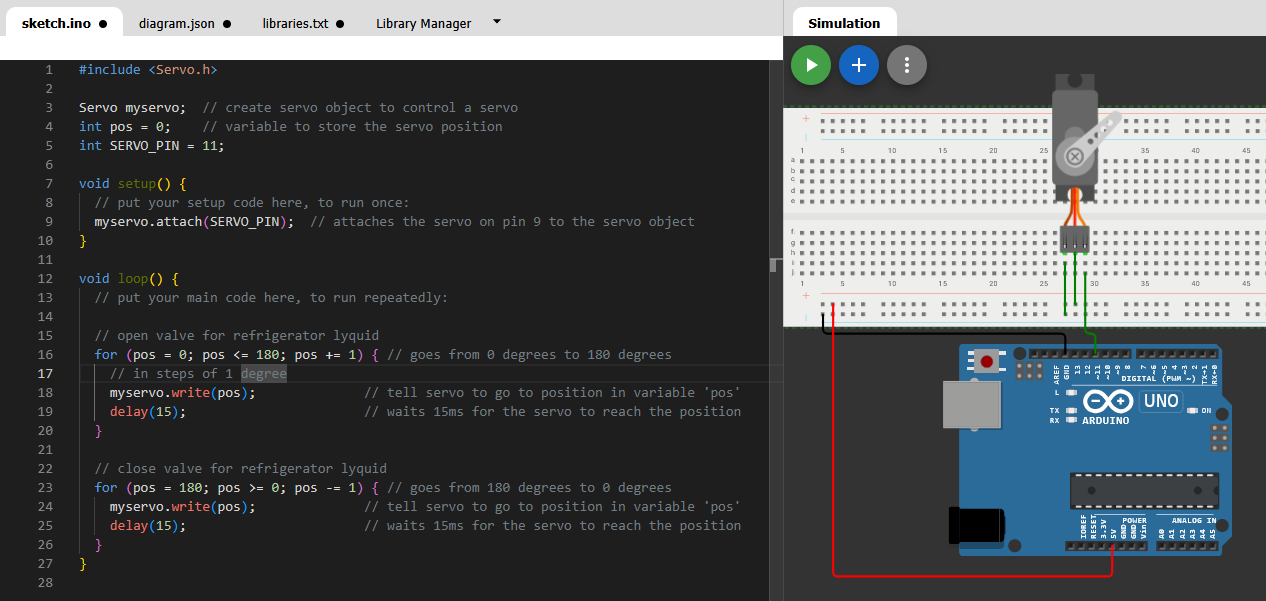 sketch.ino diagram.json libraries.txt Library Manager
Simulation
1 #include <Servo.h>
2
3 Servo myservo;  // create servo object to control a servo
4 int pos = 0;    // variable to store the servo position
5 int SERVO_PIN = 11;
6
7 void setup() {
8   // put your setup code here, to run once:
9   myservo.attach(SERVO_PIN);  // attaches the servo on pin 9 to the servo object
10 }
11
12 void loop() {
13   // put your main code here, to run repeatedly:
14
15   // open valve for refrigerator lyquid
16   for (pos = 0; pos <= 180; pos += 1) { // goes from 0 degrees to 180 degrees
17     // in steps of 1 degree
18     myservo.write(pos);              // tell servo to go to position in variable 'pos'
19     delay(15);                       // waits 15ms for the servo to reach the position
20   }
21
22   // close valve for refrigerator lyquid
23   for (pos = 180; pos >= 0; pos -= 1) { // goes from 180 degrees to 0 degrees
24     myservo.write(pos);              // tell servo to go to position in variable 'pos'
25     delay(15);                       // waits 15ms for the servo to reach the position
26   }
27 }
28
+
1 5 10 15 20 25 35 40 45
a
b
c
d
e
f
g
h
i
j
1 5 10 15 20 25 30 35 40 45
+
AREF GND 13 12 ~11 ~10 ~9 8 7 ~6 ~5 4 ~3 2 TX→1 RX←0
DIGITAL (PWM ~)
L
TX
RX
UNO
ON
ARDUINO
IOREF RESET 3.3V 5V GND GND Vin
POWER
ANALOG IN
A0 A1 A2 A3 A4 A5